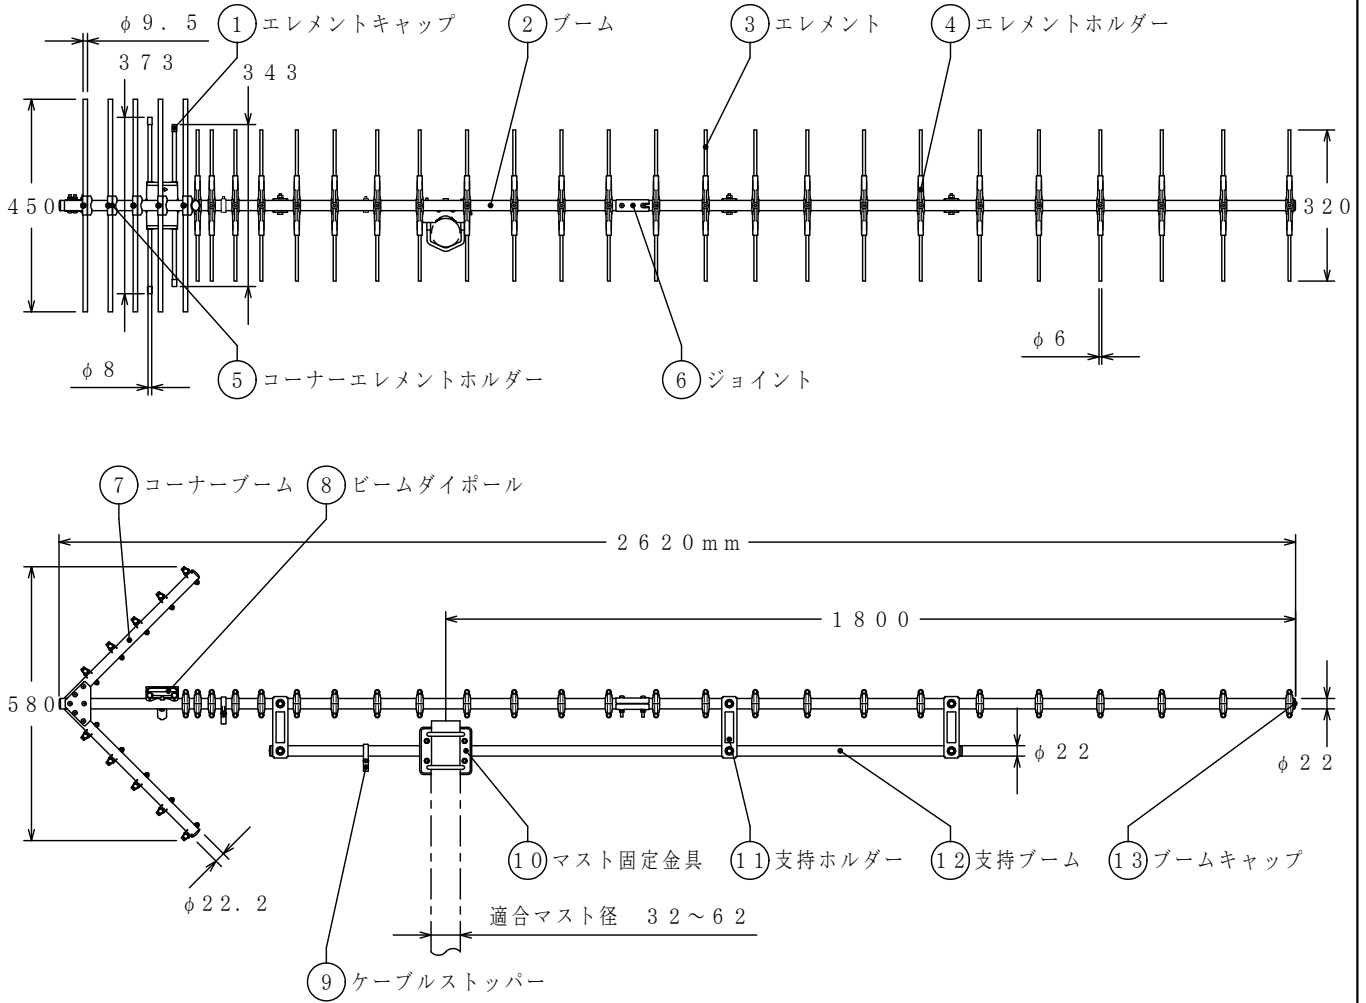 φ9.5
①エレメントキャップ
②ブーム
③エレメント
④エレメントホルダー
373
343
450
320
φ8
φ6
⑤コーナーエレメントホルダー
⑥ジョイント
⑦コーナーブーム
⑧ビームダイポール
2620mm
1800
580
φ22
φ22
⑩マスト固定金具
⑪支持ホルダー
⑫支持ブーム
⑬ブームキャップ
φ22.2
適合マスト径 32～62
⑨ケーブルストッパー